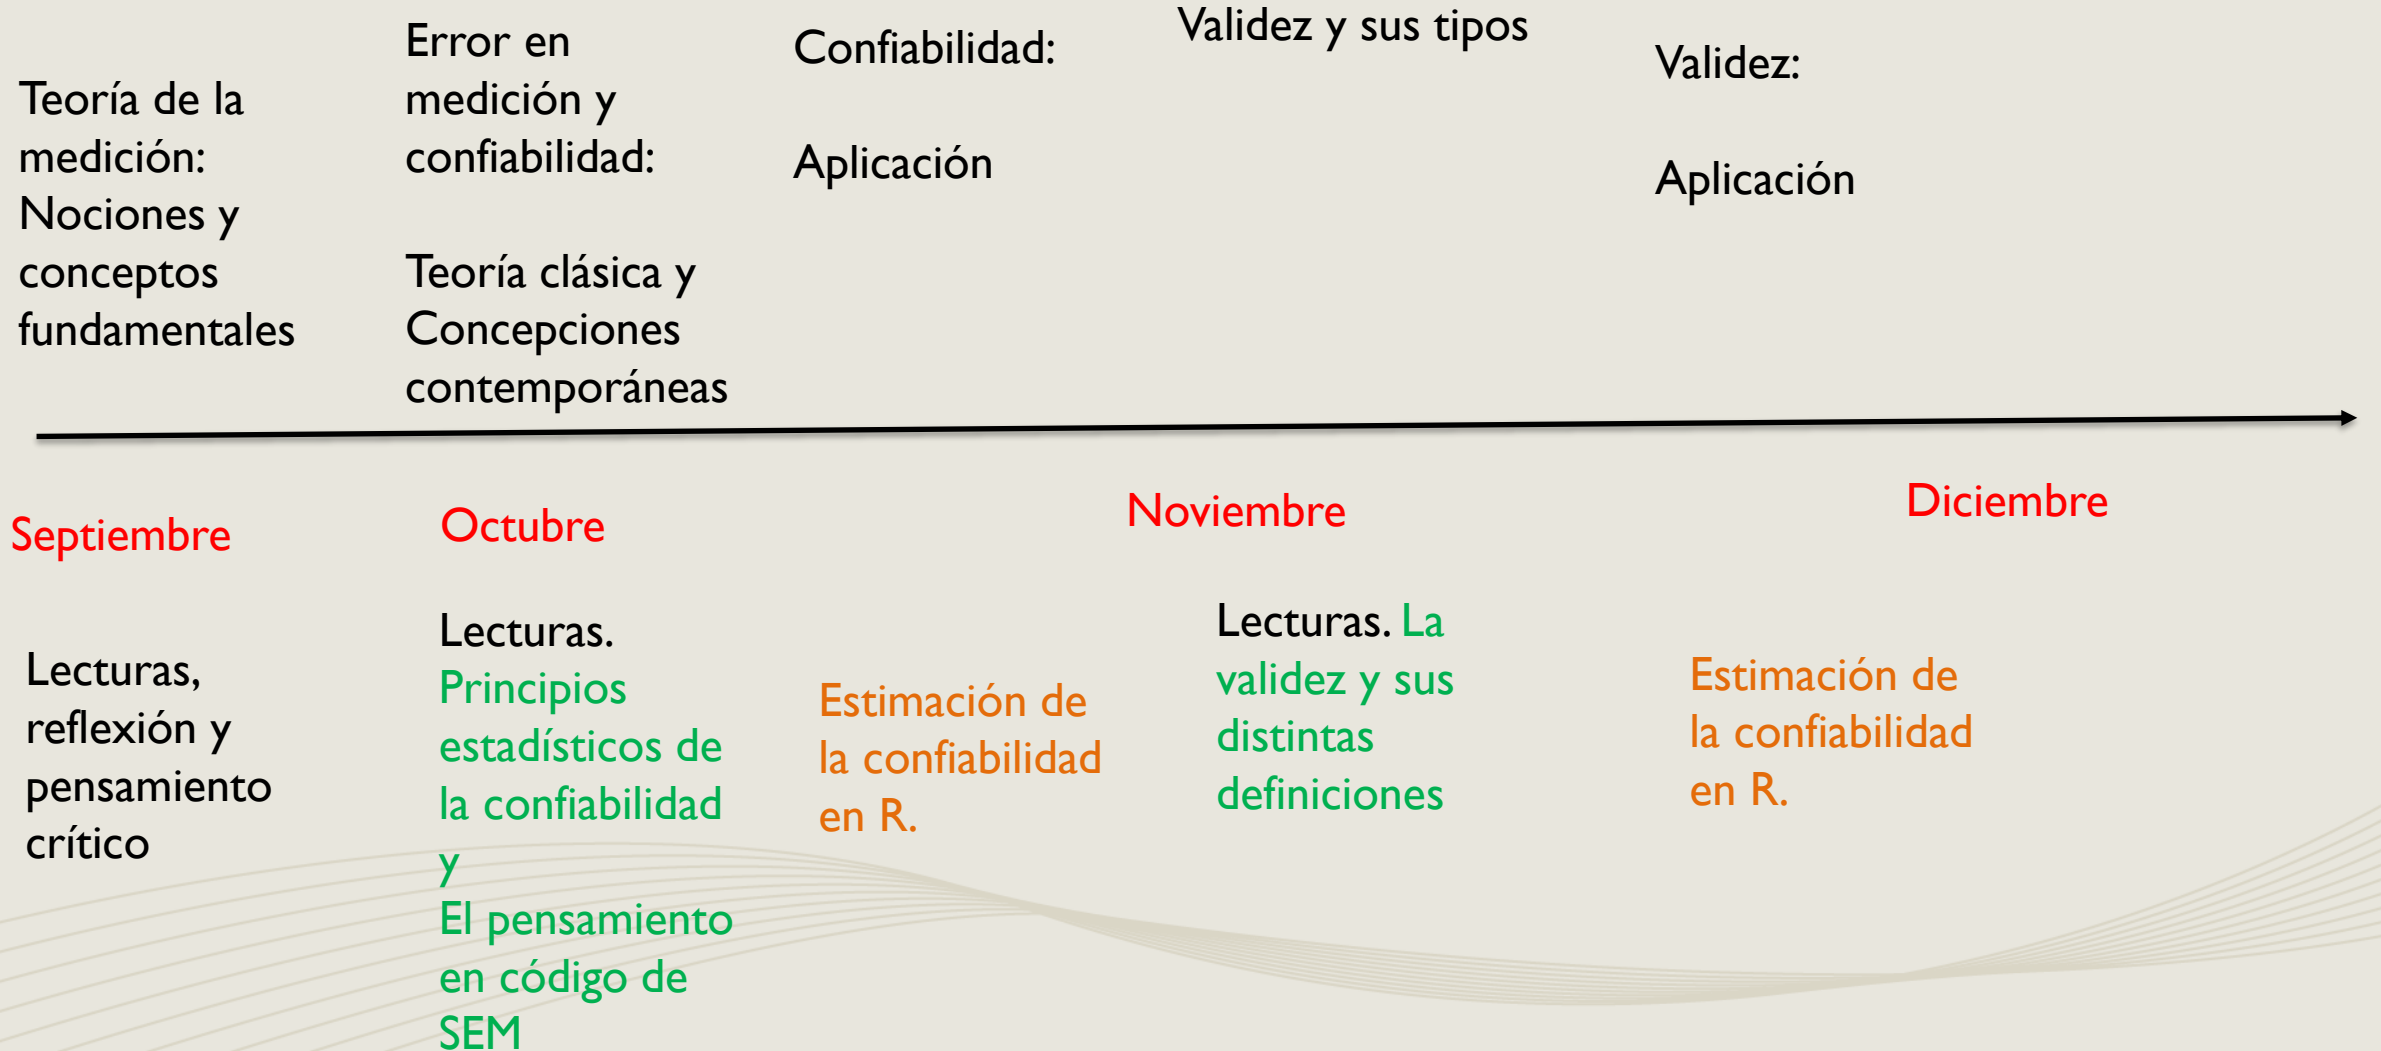 Teoría de la
medición:
Nociones y
conceptos
fundamentales
Error en
medición y
confiabilidad:
Teoría clásica y
Concepciones
contemporáneas
Confiabilidad:
Aplicación
Validez y sus tipos
Validez:
Aplicación
Septiembre
Octubre
Noviembre
Diciembre
Lecturas,
reflexión y
pensamiento
crítico
Lecturas.
Principios
estadísticos de
la confiabilidad
y
El pensamiento
en código de
SEM
Estimación de
la confiabilidad
en R.
Lecturas. La
validez y sus
distintas
definiciones
Estimación de
la confiabilidad
en R.